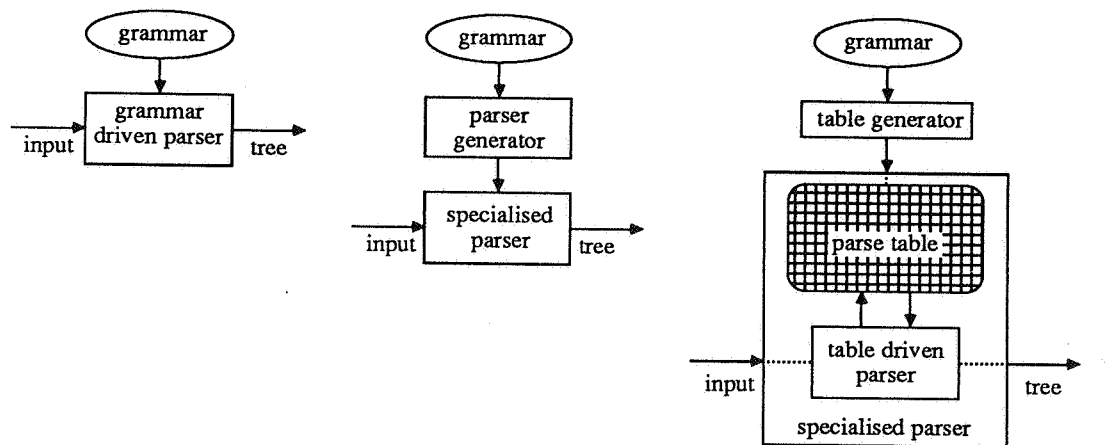 grammar
grammar
driven parser
input
tree
grammar
parser
generator
specialised
parser
input
tree
grammar
table generator
parse table
table driven
parser
input
tree
specialised parser